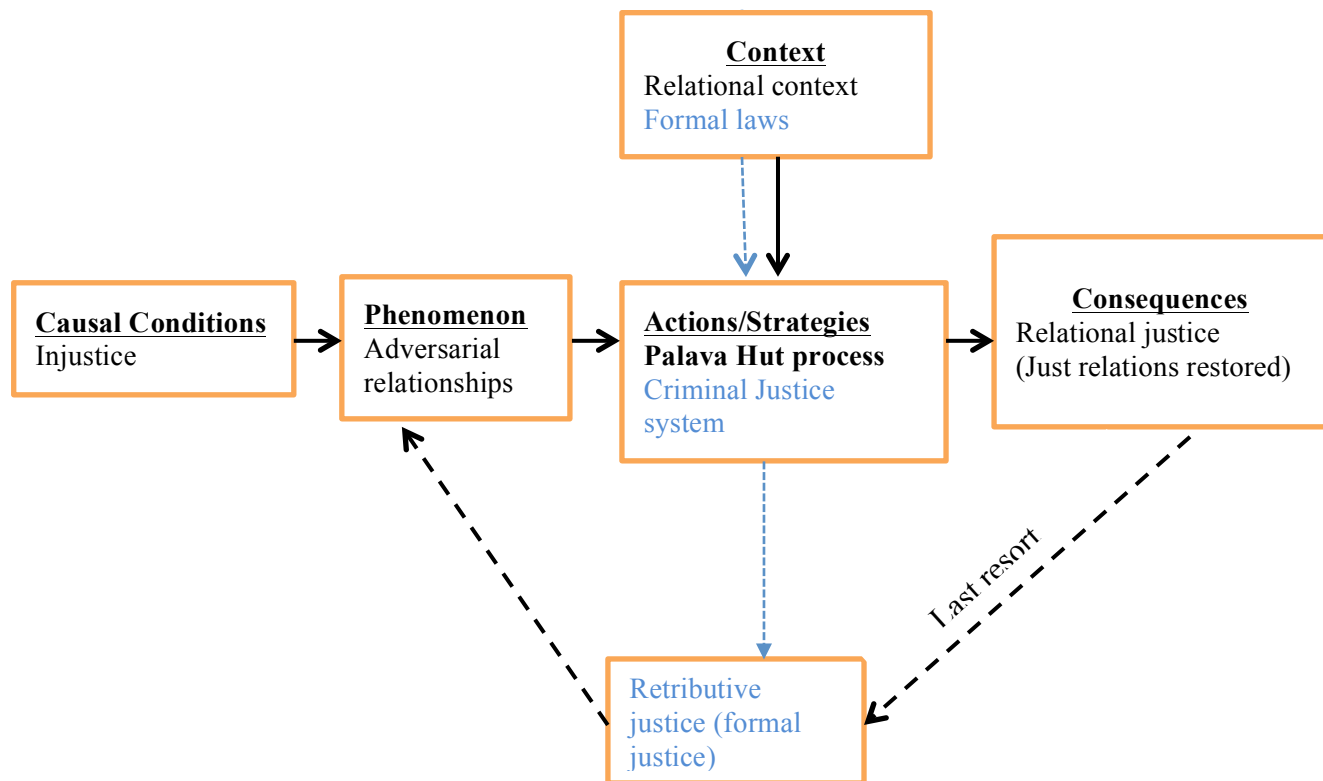 Context
Relational context
Formal laws
Causal Conditions
Injustice
Phenomenon
Adversarial
relationships
Actions/Strategies
Palava Hut process
Criminal Justice
system
Consequences
Relational justice
(Just relations restored)
Last resort
Retributive
justice (formal
justice)